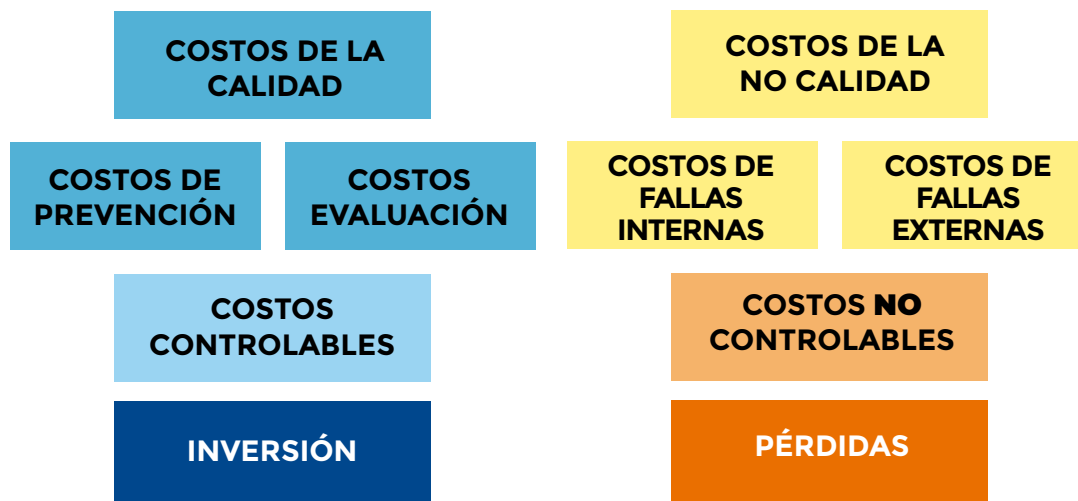 COSTOS DE LA
CALIDAD
COSTOS DE LA
NO CALIDAD
COSTOS DE
PREVENCIÓN
COSTOS
EVALUACIÓN
COSTOS DE
FALLAS
INTERNAS
COSTOS DE
FALLAS
EXTERNAS
COSTOS
CONTROLABLES
COSTOS NO
CONTROLABLES
INVERSIÓN
PÉRDIDAS